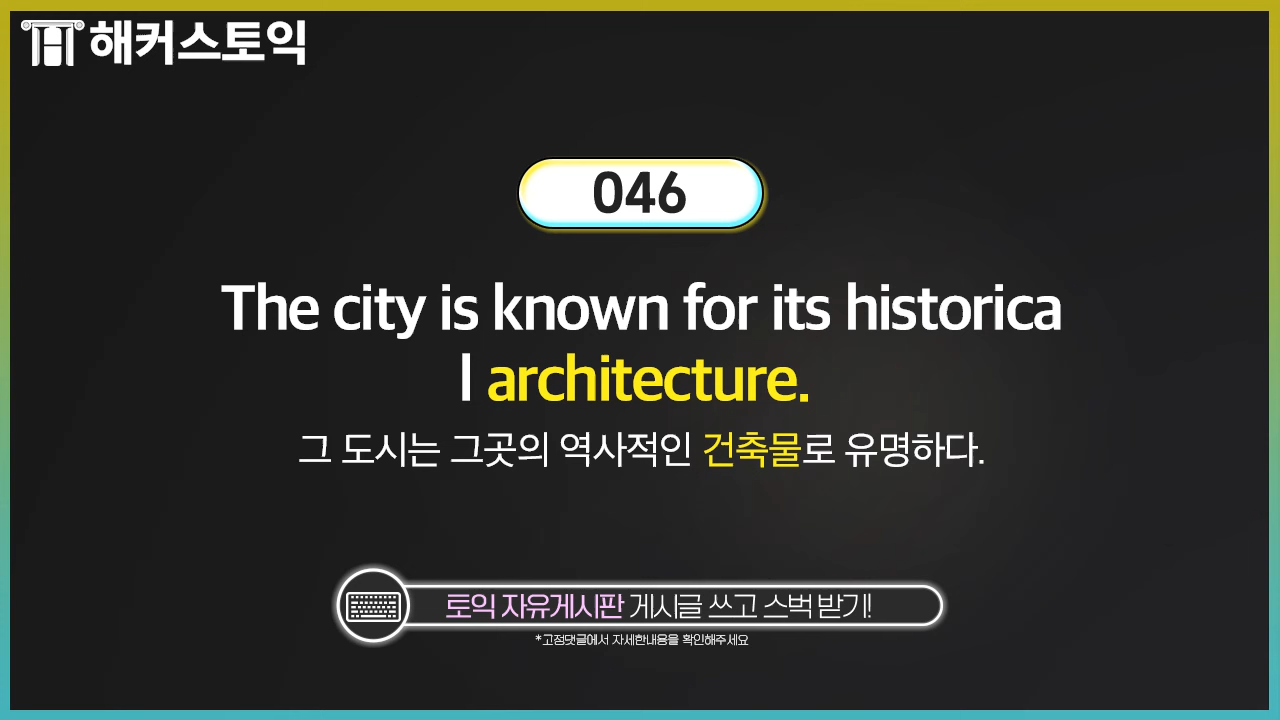 해커스토익
046
The city is known for its historica
l architecture.
그 도시는 그곳의 역사적인 건축물로 유명하다.
토익 자유게시판 게시글 쓰고 스벅 받기!
*고정댓글에서 자세한내용을 확인해주세요